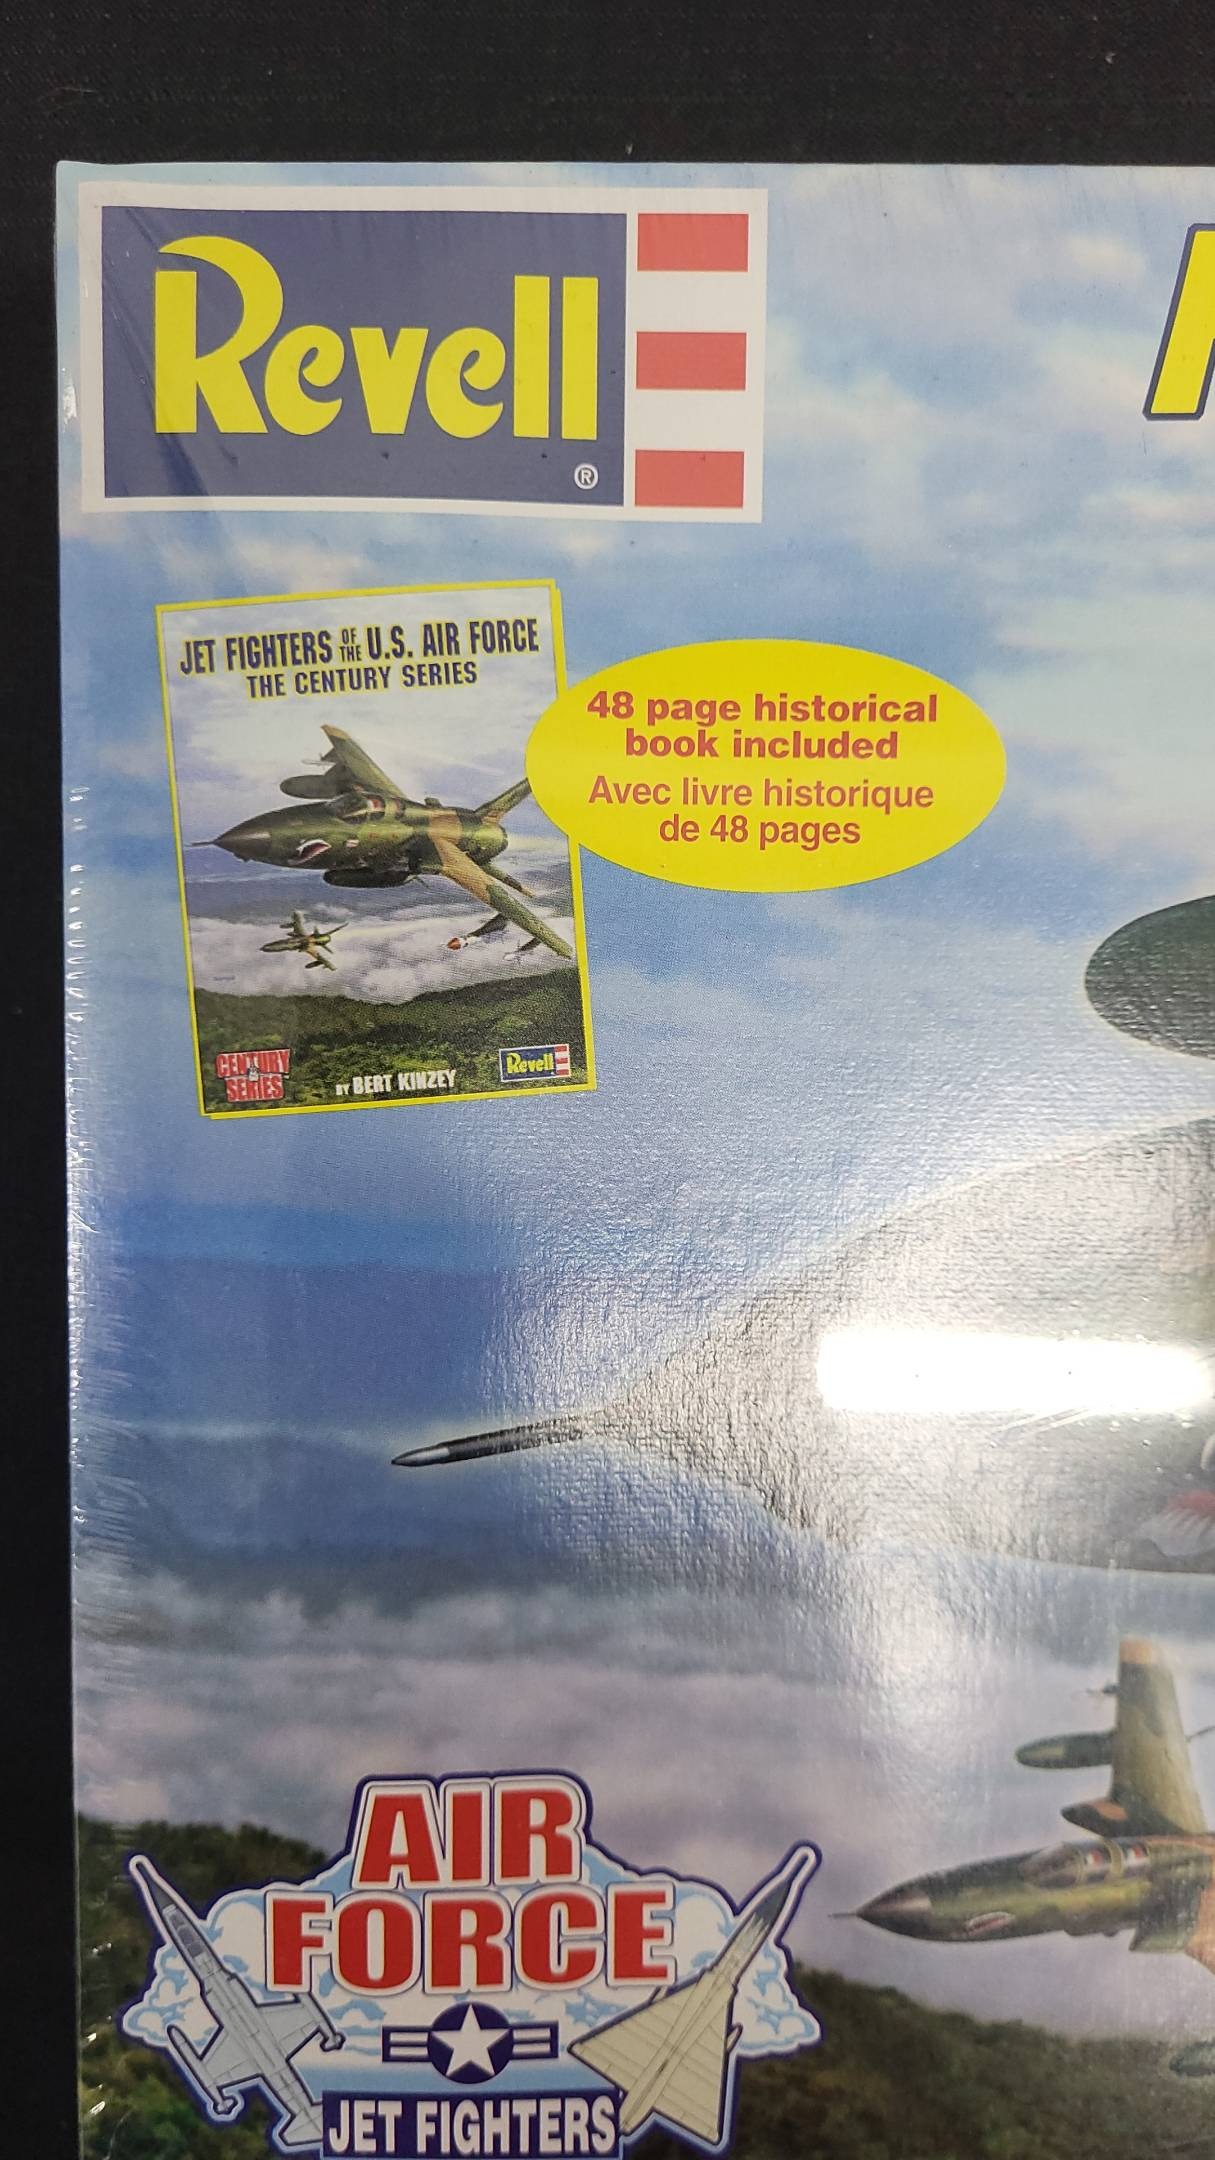 Revell
®
JET FIGHTERS OF THE U.S. AIR FORCE
THE CENTURY SERIES
48 page historical
book included
Avec livre historique
de 48 pages
CENTURY
SERIES
BY BERT KINZEY
Revell
AIR
FORCE
JET FIGHTERS